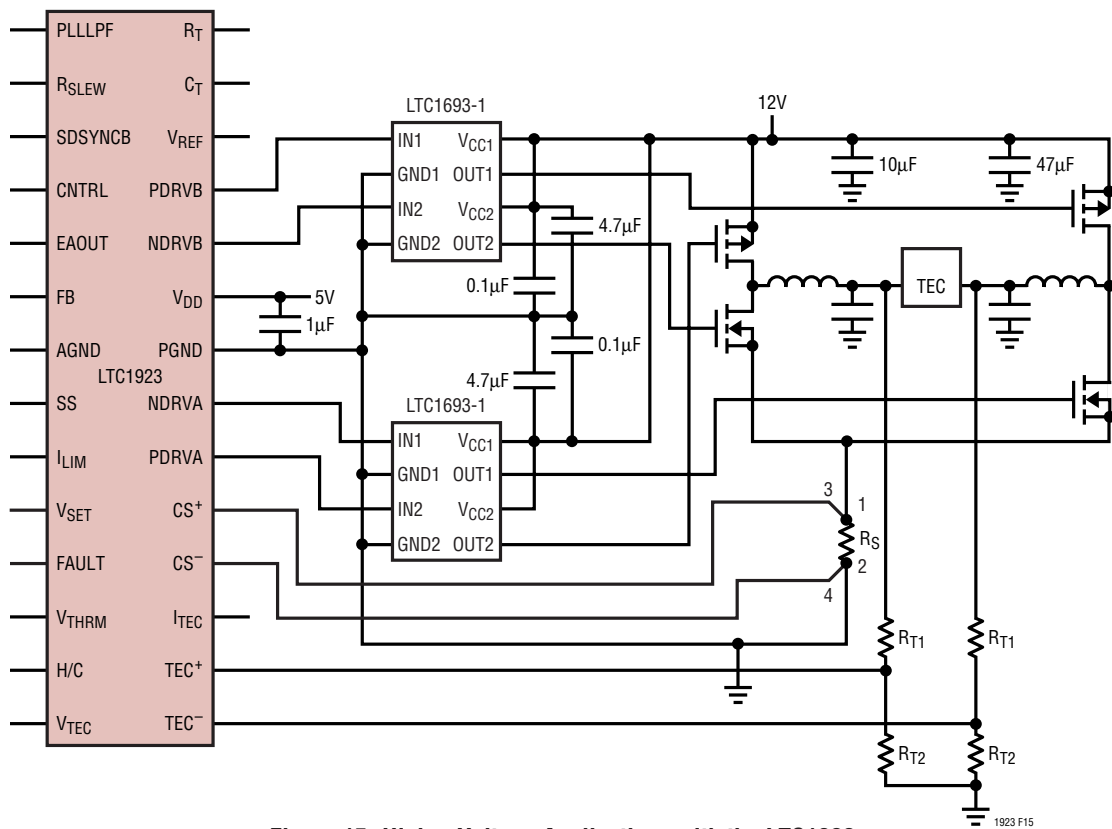 PLLLPF
RSLEW
SDSYNCB
CNTRL
EAOUT
FB
AGND
SS
ILIM
VSET
FAULT
VTHRM
H/C
VTEC
RT
CT
VREF
PDRVB
NDRVB
VDD
PGND
LTC1923
NDRVA
PDRVA
CS+
CS–
ITEC
TEC+
TEC–
5V
1µF
LTC1693-1
IN1
GND1
IN2
GND2
VCC1
OUT1
VCC2
OUT2
4.7µF
0.1µF
0.1µF
4.7µF
LTC1693-1
IN1
GND1
IN2
GND2
VCC1
OUT1
VCC2
OUT2
12V
10µF
47µF
TEC
3
1
RS
2
4
RT1
RT1
RT2
RT2
1923 F15